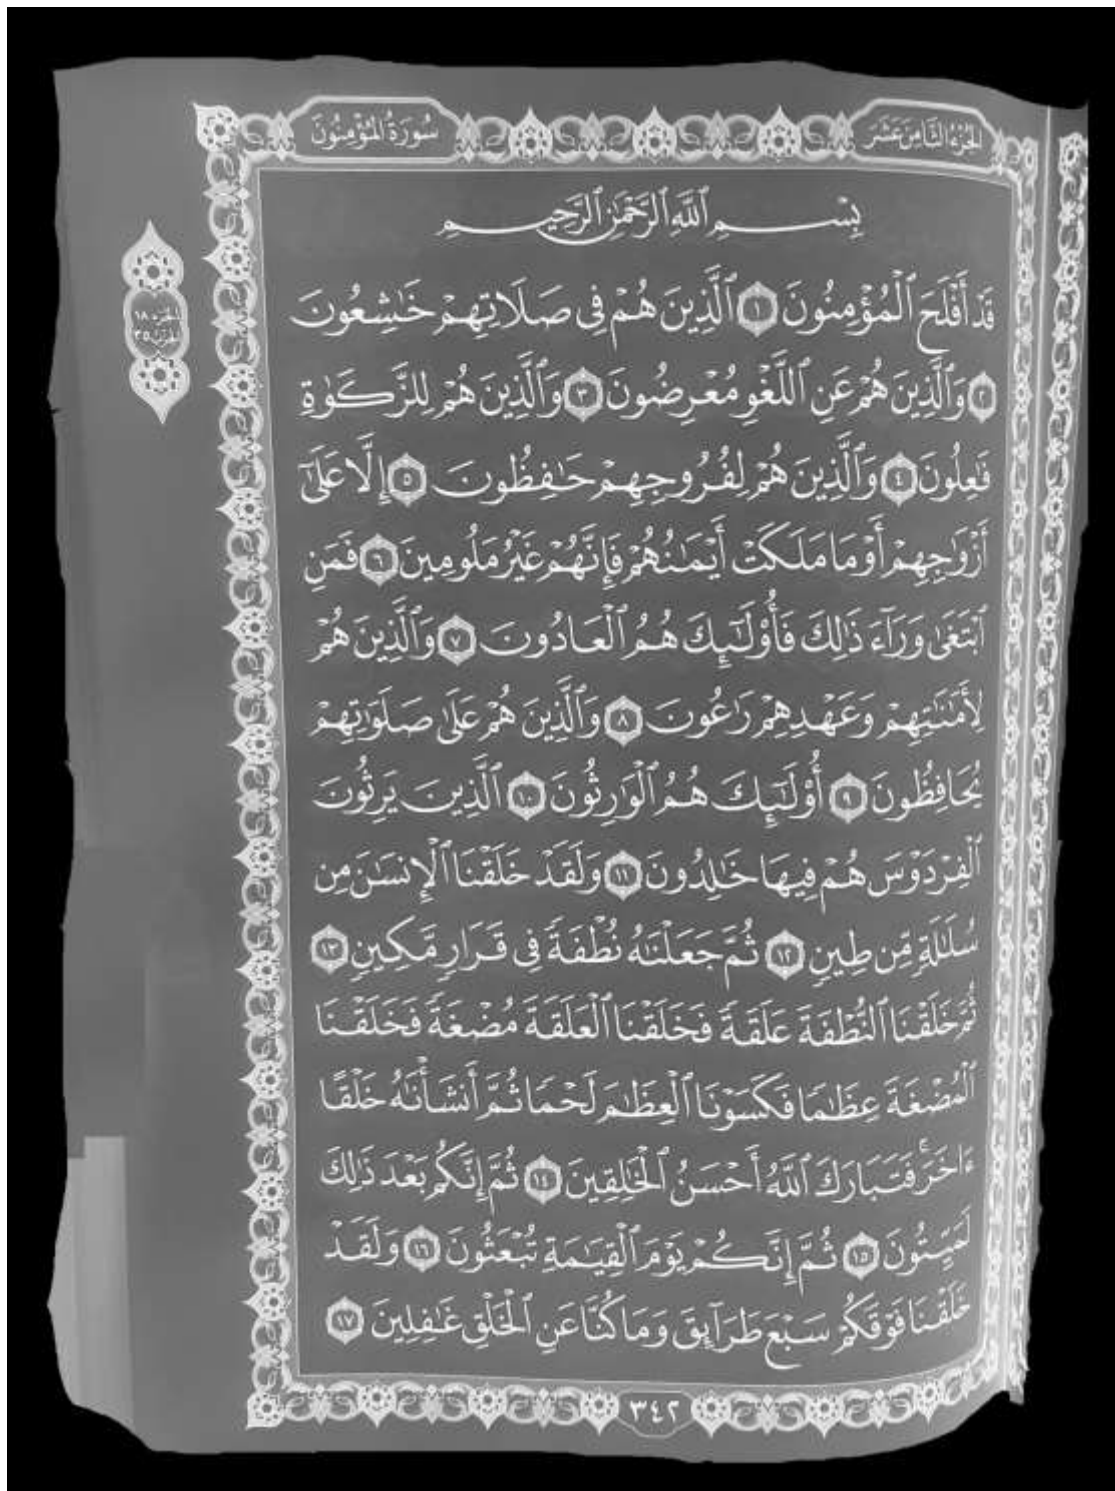 الجزء الثامن عشر
سورة المؤمنون
بِسْمِ ٱللَّهِ ٱلرَّحْمَٰنِ ٱلرَّحِيمِ
قَدْ أَفْلَحَ ٱلْمُؤْمِنُونَ ١ ٱلَّذِينَ هُمْ فِى صَلَاتِهِمْ خَٰشِعُونَ
٢ وَٱلَّذِينَ هُمْ عَنِ ٱللَّغْوِ مُعْرِضُونَ ٣ وَٱلَّذِينَ هُمْ لِلزَّكَوٰةِ
فَٰعِلُونَ ٤ وَٱلَّذِينَ هُمْ لِفُرُوجِهِمْ حَٰفِظُونَ ٥ إِلَّا عَلَىٰٓ
أَزْوَٰجِهِمْ أَوْ مَا مَلَكَتْ أَيْمَٰنُهُمْ فَإِنَّهُمْ غَيْرُ مَلُومِينَ ٦ فَمَنِ
ٱبْتَغَىٰ وَرَآءَ ذَٰلِكَ فَأُو۟لَٰٓئِكَ هُمُ ٱلْعَادُونَ ٧ وَٱلَّذِينَ هُمْ
لِأَمَٰنَٰتِهِمْ وَعَهْدِهِمْ رَٰعُونَ ٨ وَٱلَّذِينَ هُمْ عَلَىٰ صَلَوَٰتِهِمْ
يُحَافِظُونَ ٩ أُو۟لَٰٓئِكَ هُمُ ٱلْوَٰرِثُونَ ١٠ ٱلَّذِينَ يَرِثُونَ
ٱلْفِرْدَوْسَ هُمْ فِيهَا خَٰلِدُونَ ١١ وَلَقَدْ خَلَقْنَا ٱلْإِنسَٰنَ مِن
سُلَٰلَةٍ مِّن طِينٍ ١٢ ثُمَّ جَعَلْنَٰهُ نُطْفَةً فِى قَرَارٍ مَّكِينٍ ١٣
ثُمَّ خَلَقْنَا ٱلنُّطْفَةَ عَلَقَةً فَخَلَقْنَا ٱلْعَلَقَةَ مُضْغَةً فَخَلَقْنَا
ٱلْمُضْغَةَ عِظَٰمًا فَكَسَوْنَا ٱلْعِظَٰمَ لَحْمًا ثُمَّ أَنشَأْنَٰهُ خَلْقًا
ءَاخَرَ ۚ فَتَبَارَكَ ٱللَّهُ أَحْسَنُ ٱلْخَٰلِقِينَ ١٤ ثُمَّ إِنَّكُم بَعْدَ ذَٰلِكَ
لَمَيِّتُونَ ١٥ ثُمَّ إِنَّكُمْ يَوْمَ ٱلْقِيَٰمَةِ تُبْعَثُونَ ١٦ وَلَقَدْ
خَلَقْنَا فَوْقَكُمْ سَبْعَ طَرَآئِقَ وَمَا كُنَّا عَنِ ٱلْخَلْقِ غَٰفِلِينَ ١٧
٣٤٢